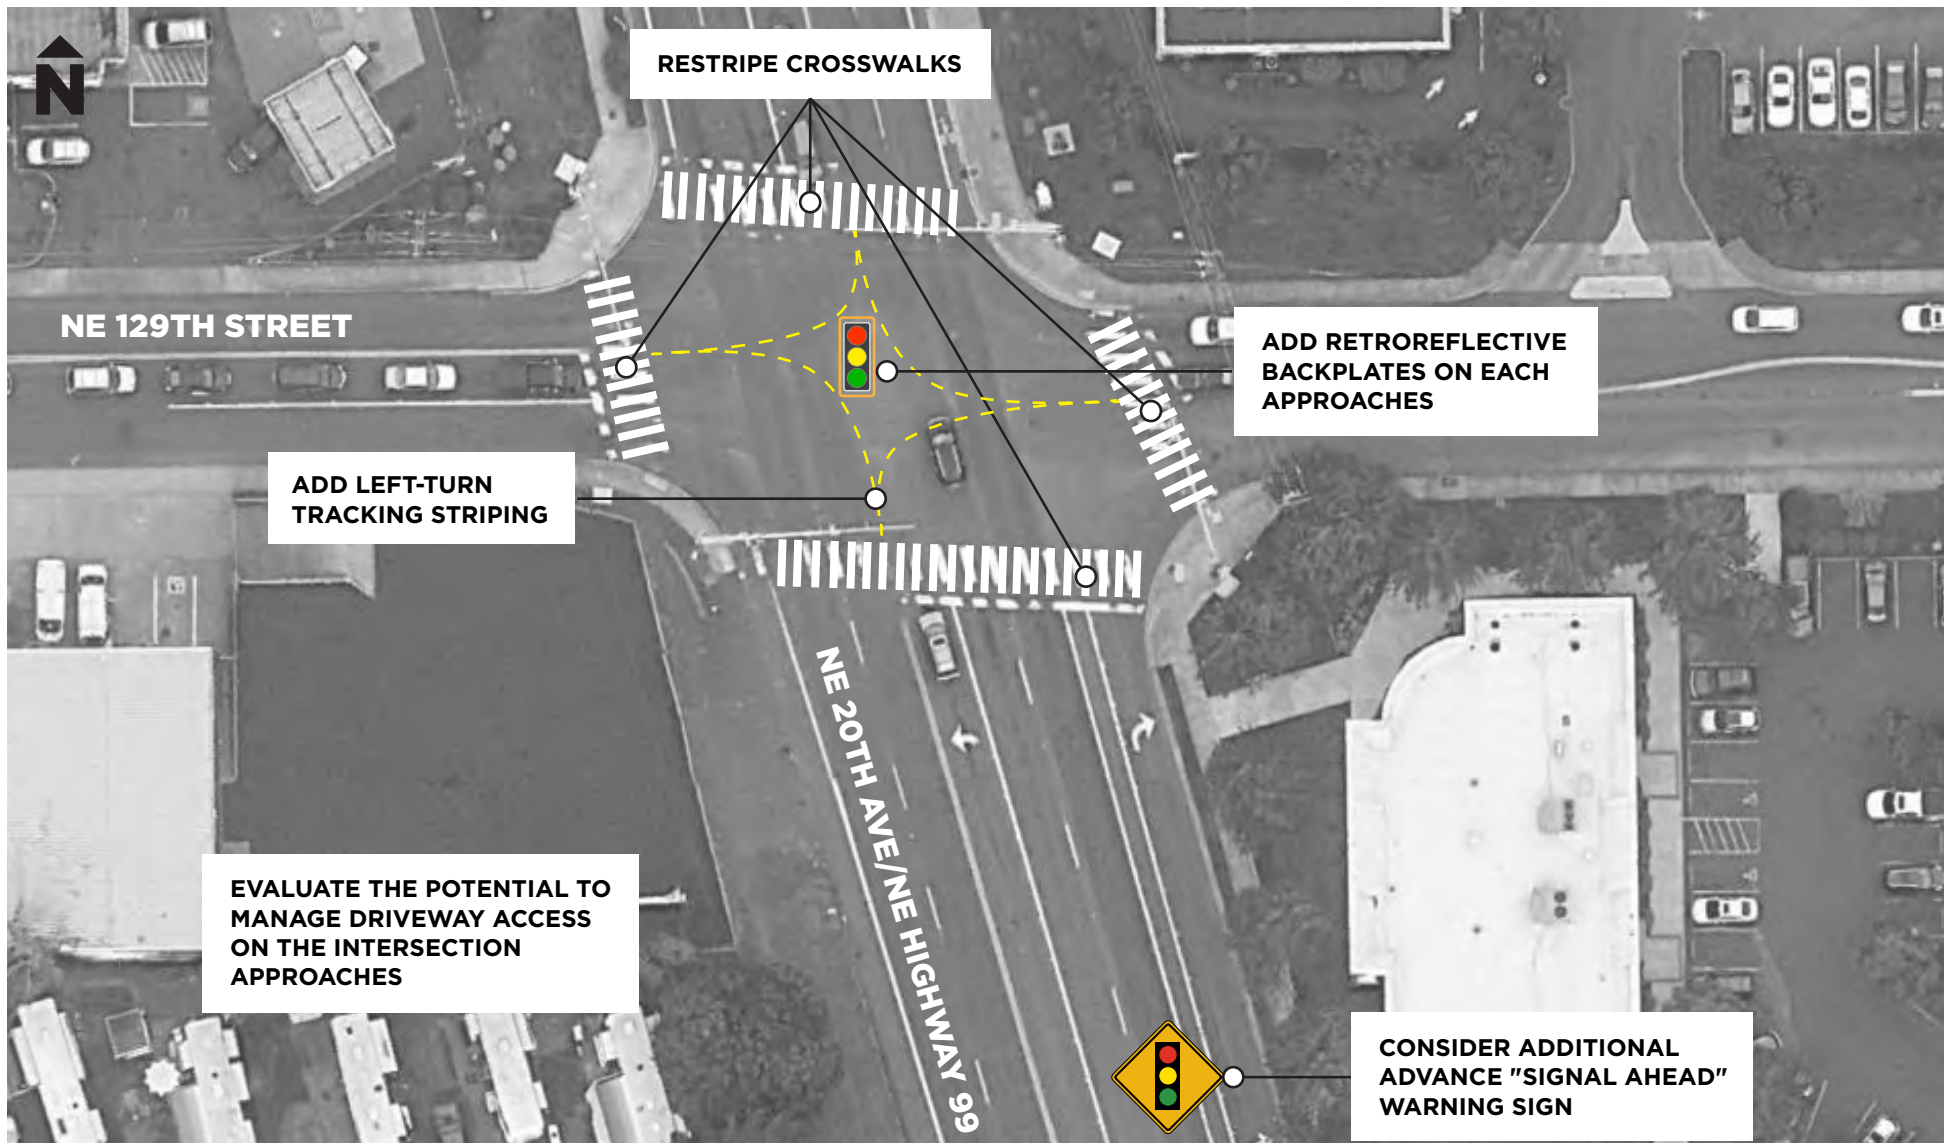 N
RESTRIPE CROSSWALKS
NE 129TH STREET
ADD RETROREFLECTIVE
BACKPLATES ON EACH
APPROACHES
ADD LEFT-TURN
TRACKING STRIPING
NE 20TH AVE/NE HIGHWAY 99
EVALUATE THE POTENTIAL TO
MANAGE DRIVEWAY ACCESS
ON THE INTERSECTION
APPROACHES
CONSIDER ADDITIONAL
ADVANCE "SIGNAL AHEAD"
WARNING SIGN